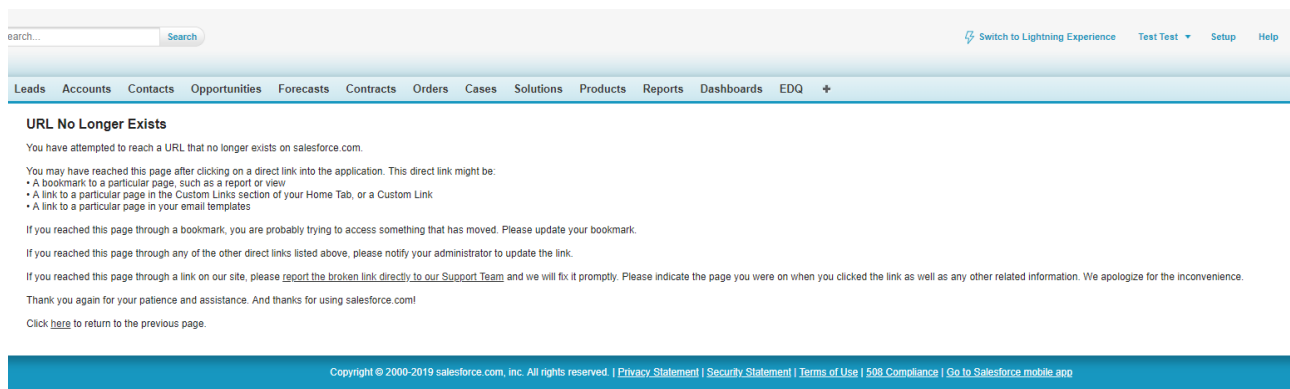 earch... Search Switch to Lightning Experience Test Test Setup Help
Leads Accounts Contacts Opportunities Forecasts Contracts Orders Cases Solutions Products Reports Dashboards EDQ +
URL No Longer Exists
You have attempted to reach a URL that no longer exists on salesforce.com.
You may have reached this page after clicking on a direct link into the application. This direct link might be:
• A bookmark to a particular page, such as a report or view
• A link to a particular page in the Custom Links section of your Home Tab, or a Custom Link
• A link to a particular page in your email templates
If you reached this page through a bookmark, you are probably trying to access something that has moved. Please update your bookmark.
If you reached this page through any of the other direct links listed above, please notify your administrator to update the link.
If you reached this page through a link on our site, please report the broken link directly to our Support Team and we will fix it promptly. Please indicate the page you were on when you clicked the link as well as any other related information. We apologize for the inconvenience.
Thank you again for your patience and assistance. And thanks for using salesforce.com!
Click here to return to the previous page.
Copyright © 2000-2019 salesforce.com, inc. All rights reserved. | Privacy Statement | Security Statement | Terms of Use | 508 Compliance | Go to Salesforce mobile app